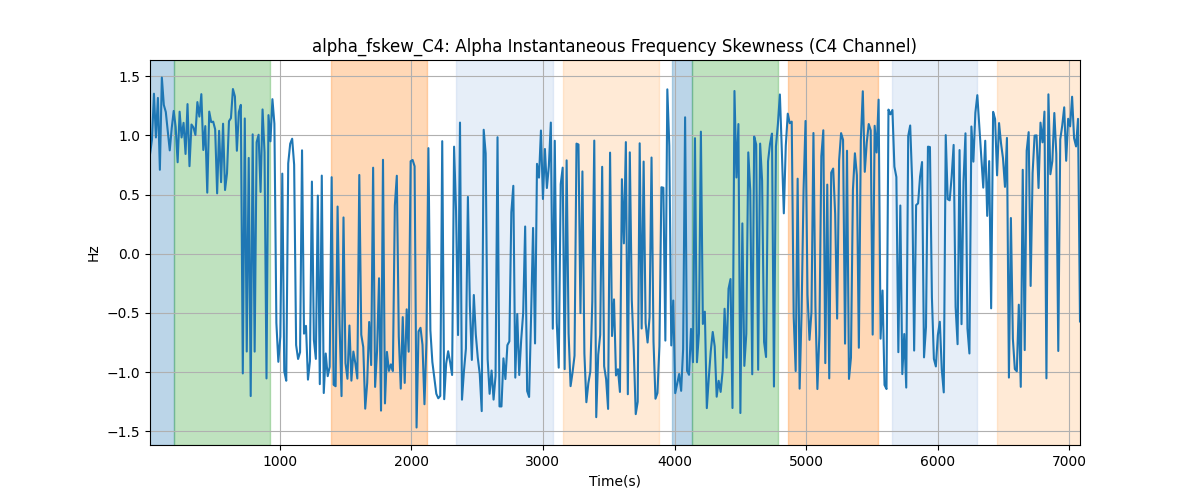 alpha_fskew_C4: Alpha Instantaneous Frequency Skewness (C4 Channel)
1.5
1.0
0.5
0.0
−0.5
−1.0
−1.5
Hz
1000 2000 3000 4000 5000 6000 7000
Time(s)